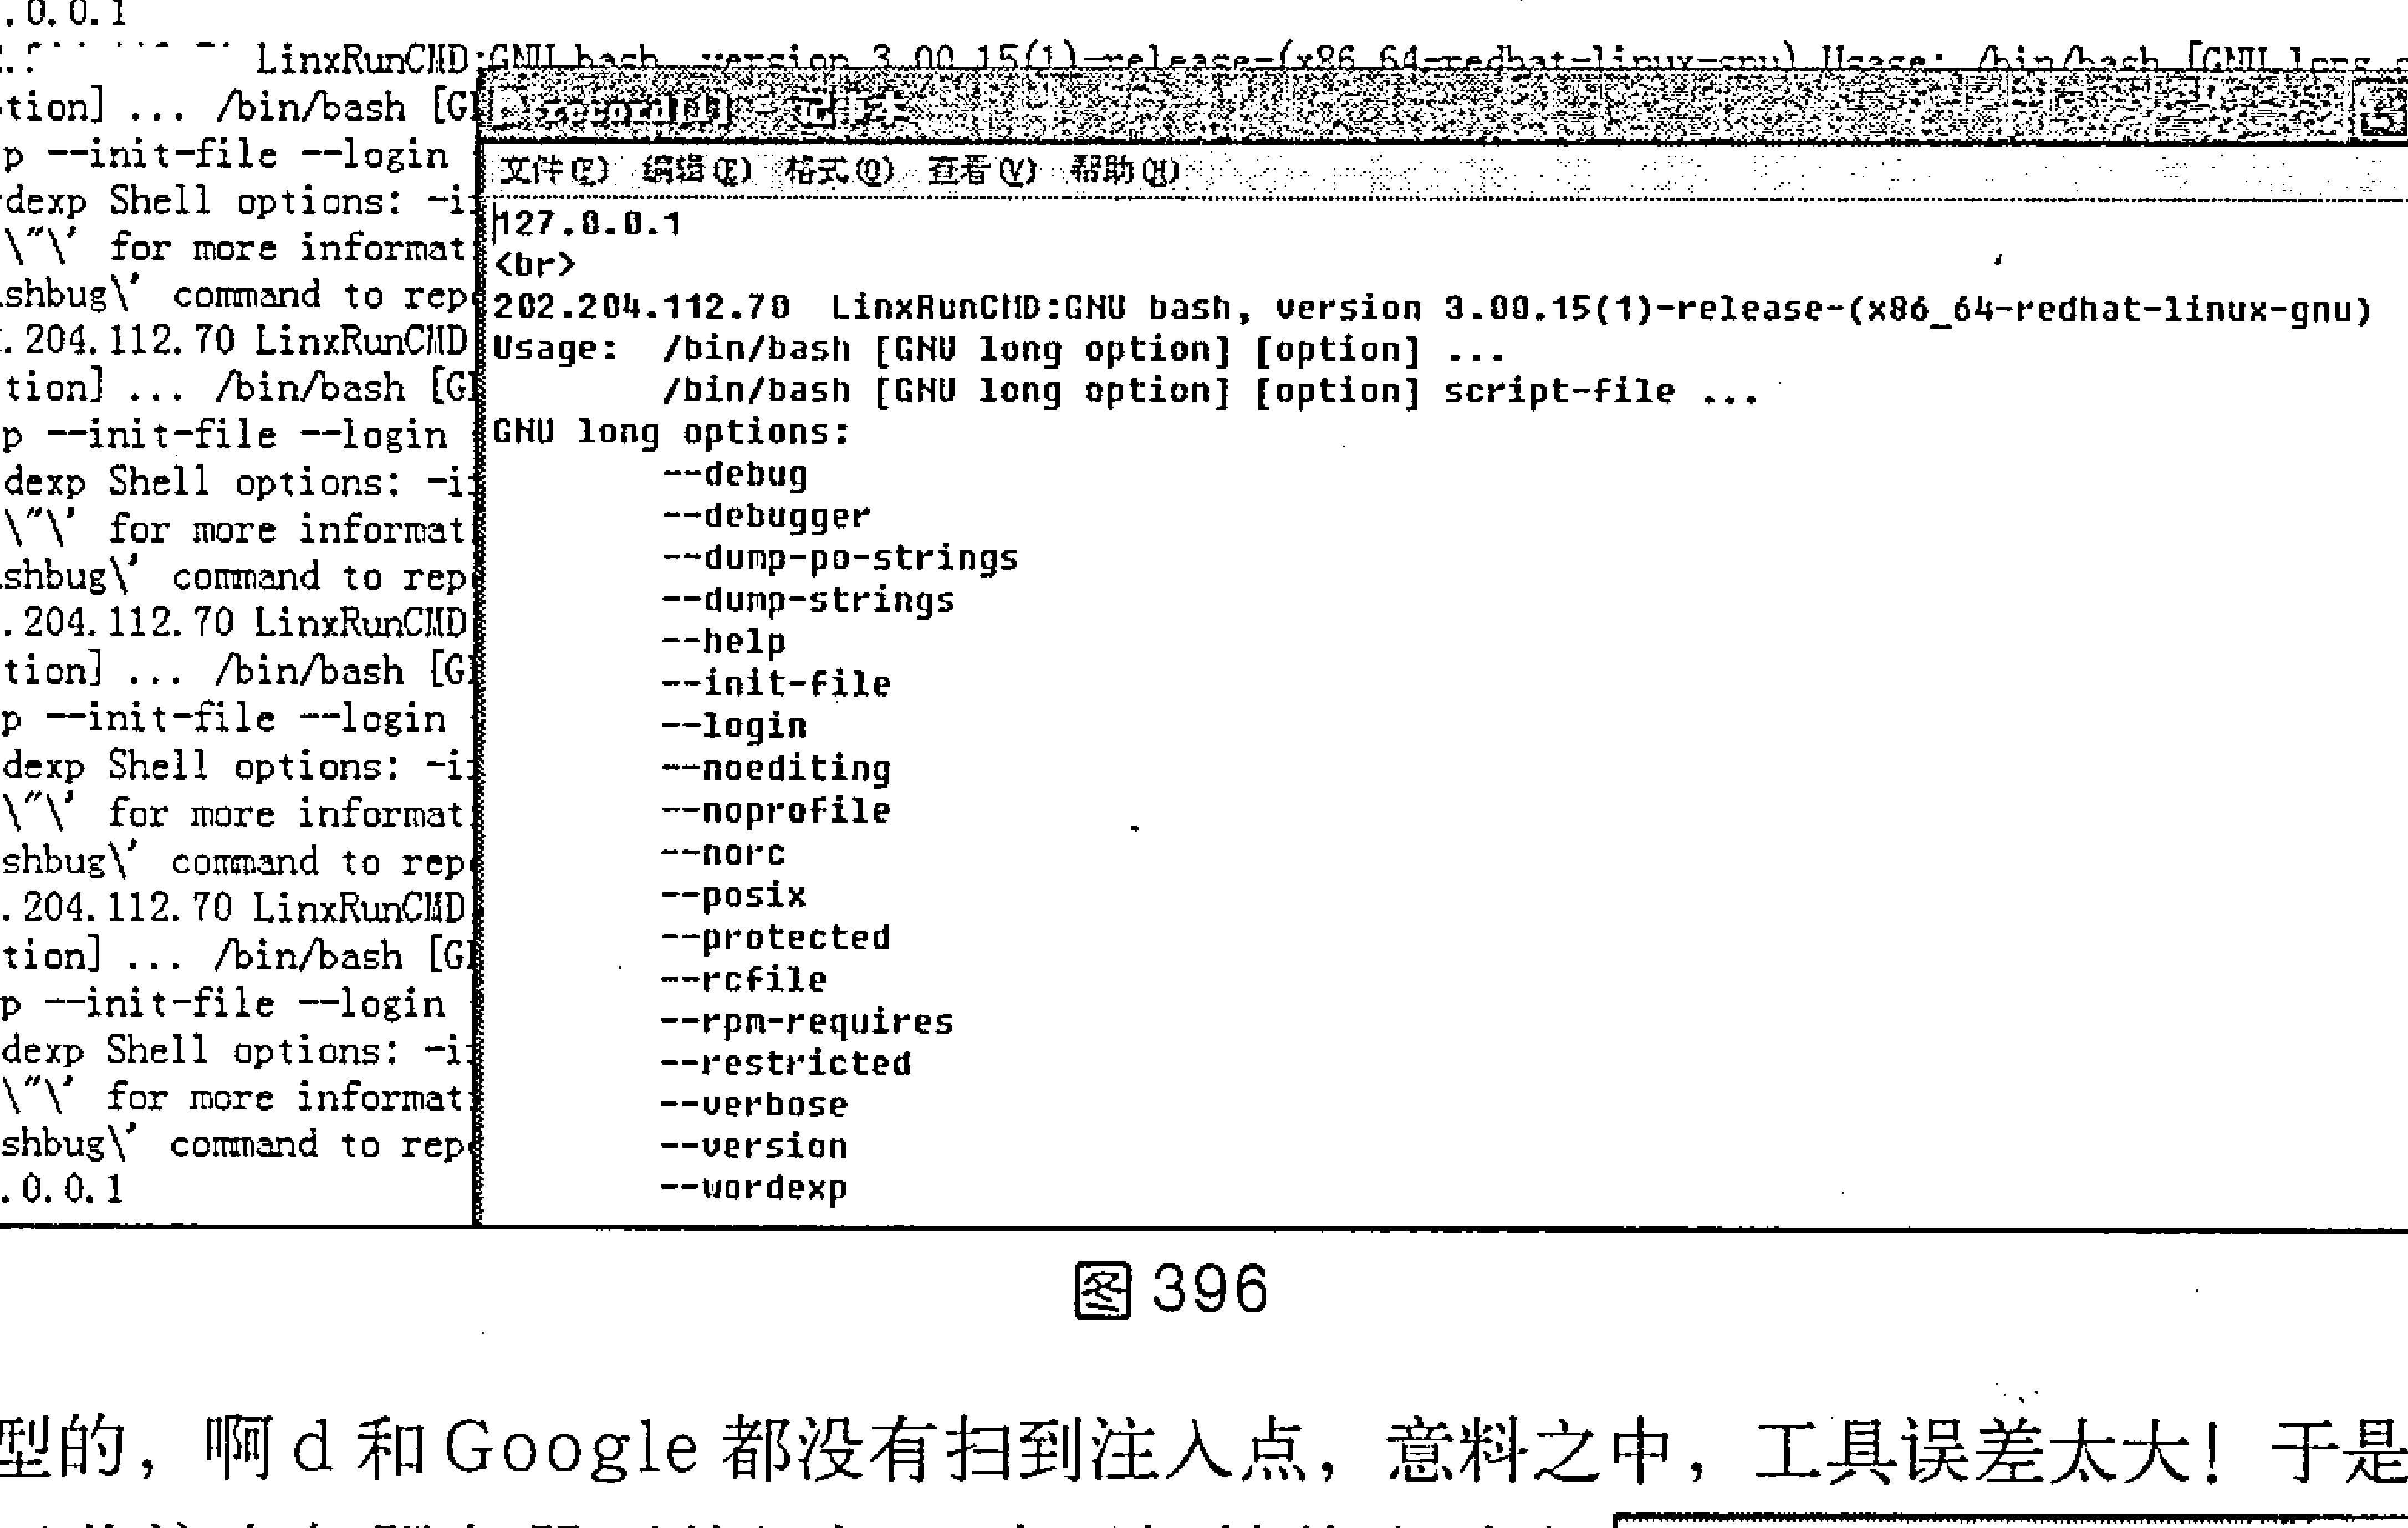 .0.0.1
LinxRunCMD:GNU bash, version 3.00.15(1)-release-(x86_64-redhat-linux-gnu) Usage: /bin/bash [GNU long
tion] ... /bin/bash [G
p --init-file --login
dexp Shell options: -i
\"\' for more informat
shbug\' command to rep
.204.112.70 LinxRunCMD
tion] ... /bin/bash [G
p --init-file --login
dexp Shell options: -i
\"\' for more informat
shbug\' command to rep
.204.112.70 LinxRunCMD
tion] ... /bin/bash [G
p --init-file --login
dexp Shell options: -i
\"\' for more informat
shbug\' command to rep
.204.112.70 LinxRunCMD
tion] ... /bin/bash [G
p --init-file --login
dexp Shell options: -i
\"\' for more informat
shbug\' command to rep
.0.0.1
record[1] - 记事本
文件(F) 编辑(E) 格式(O) 查看(V) 帮助(H)
127.0.0.1
<br>
202.204.112.70 LinxRunCMD:GNU bash, version 3.00.15(1)-release-(x86_64-redhat-linux-gnu)
Usage: /bin/bash [GNU long option] [option] ...
/bin/bash [GNU long option] [option] script-file ...
GNU long options:
--debug
--debugger
--dump-po-strings
--dump-strings
--help
--init-file
--login
--noediting
--noprofile
--norc
--posix
--protected
--rcfile
--rpm-requires
--restricted
--verbose
--version
--wordexp
图 396
型的，啊 d 和 Google 都没有扫到注入点，意料之中，工具误差太大！于是